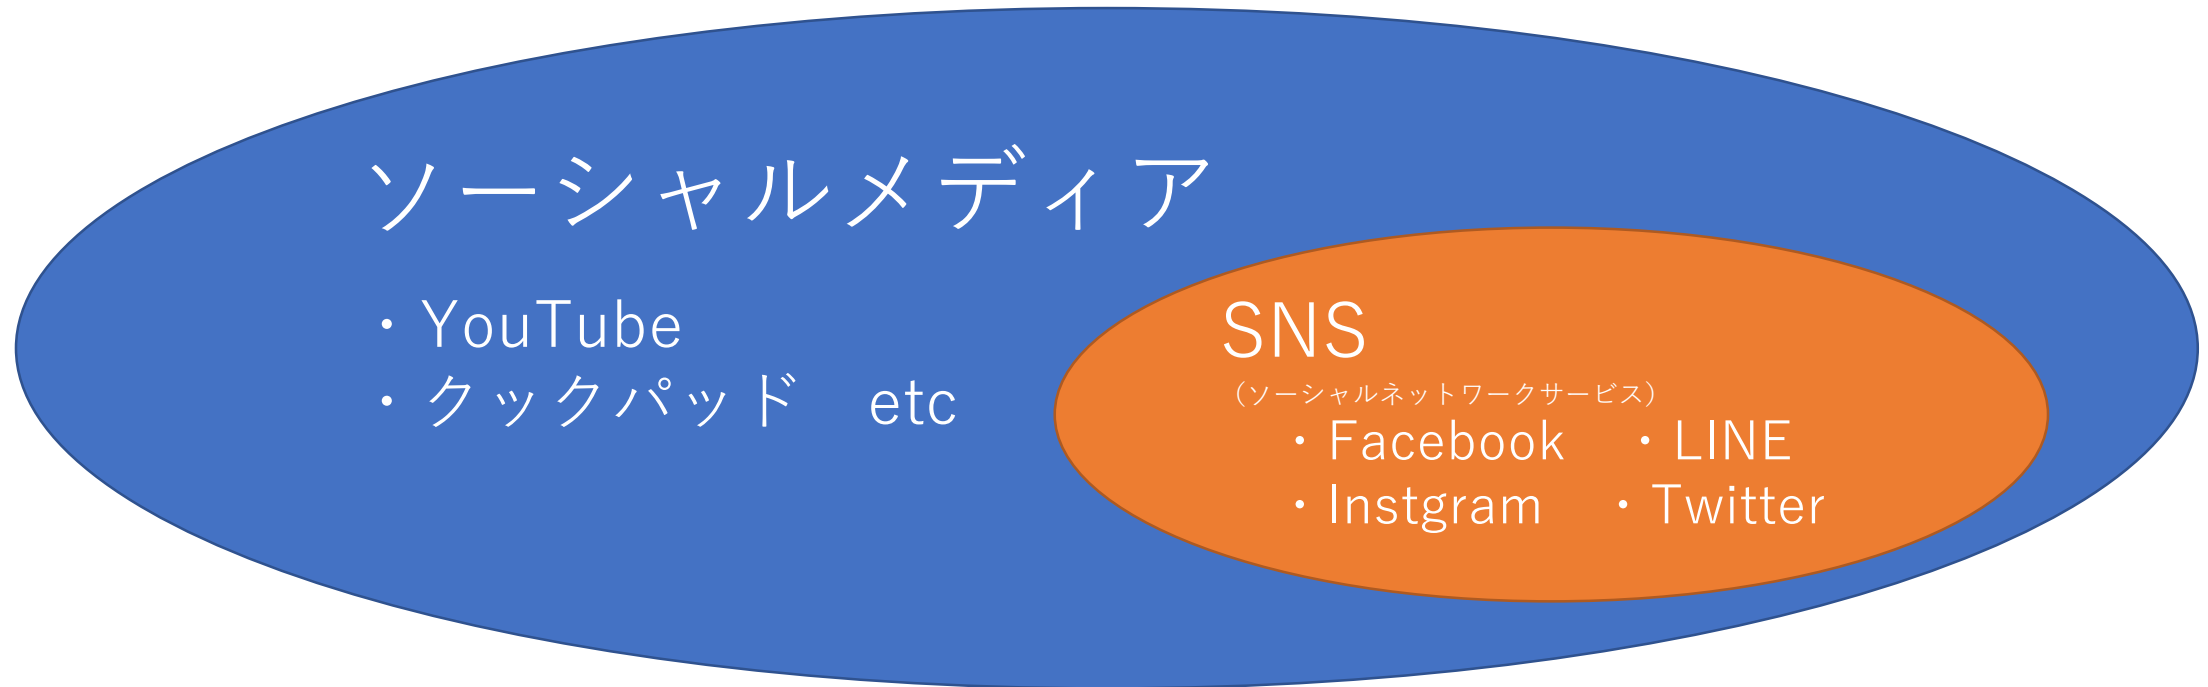 ソーシャルメディア
・YouTube
・クックパッド　etc
SNS
（ソーシャルネットワークサービス）
・Facebook　・LINE
・Instgram　・Twitter